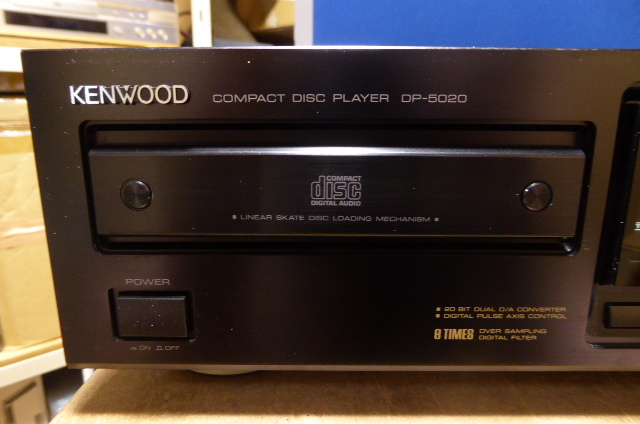 KENWOOD COMPACT DISC PLAYER DP-5020
COMPACT
disc
DIGITAL AUDIO
LINEAR SKATE DISC LOADING MECHANISM
POWER
ON OFF
20 BIT DUAL D/A CONVERTER
DIGITAL PULSE AXIS CONTROL
8 TIMES OVER SAMPLING
DIGITAL FILTER